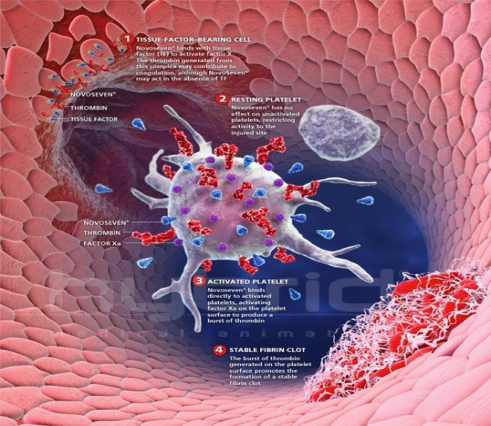 1 TISSUE-FACTOR-BEARING CELL
Novoseven® binds with tissue
factor (TF) to activate factor X
The thrombin generated from
this complex may contribute to
coagulation, although NovoSeven®
may act in the absence of TF
NOVOSEVEN®
THROMBIN
TISSUE FACTOR
2 RESTING PLATELET
Novoseven® has no
effect on unactivated
platelets, restricting
activity to the
injured site
NOVOSEVEN®
THROMBIN
FACTOR Xa
3 ACTIVATED PLATELET
Novoseven® binds
directly to activated
platelets, activating
factor Xa on the platelet
surface to produce a
burst of thrombin
4 STABLE FIBRIN CLOT
The burst of thrombin
generated on the platelet
surface promotes the
formation of a stable
fibrin clot